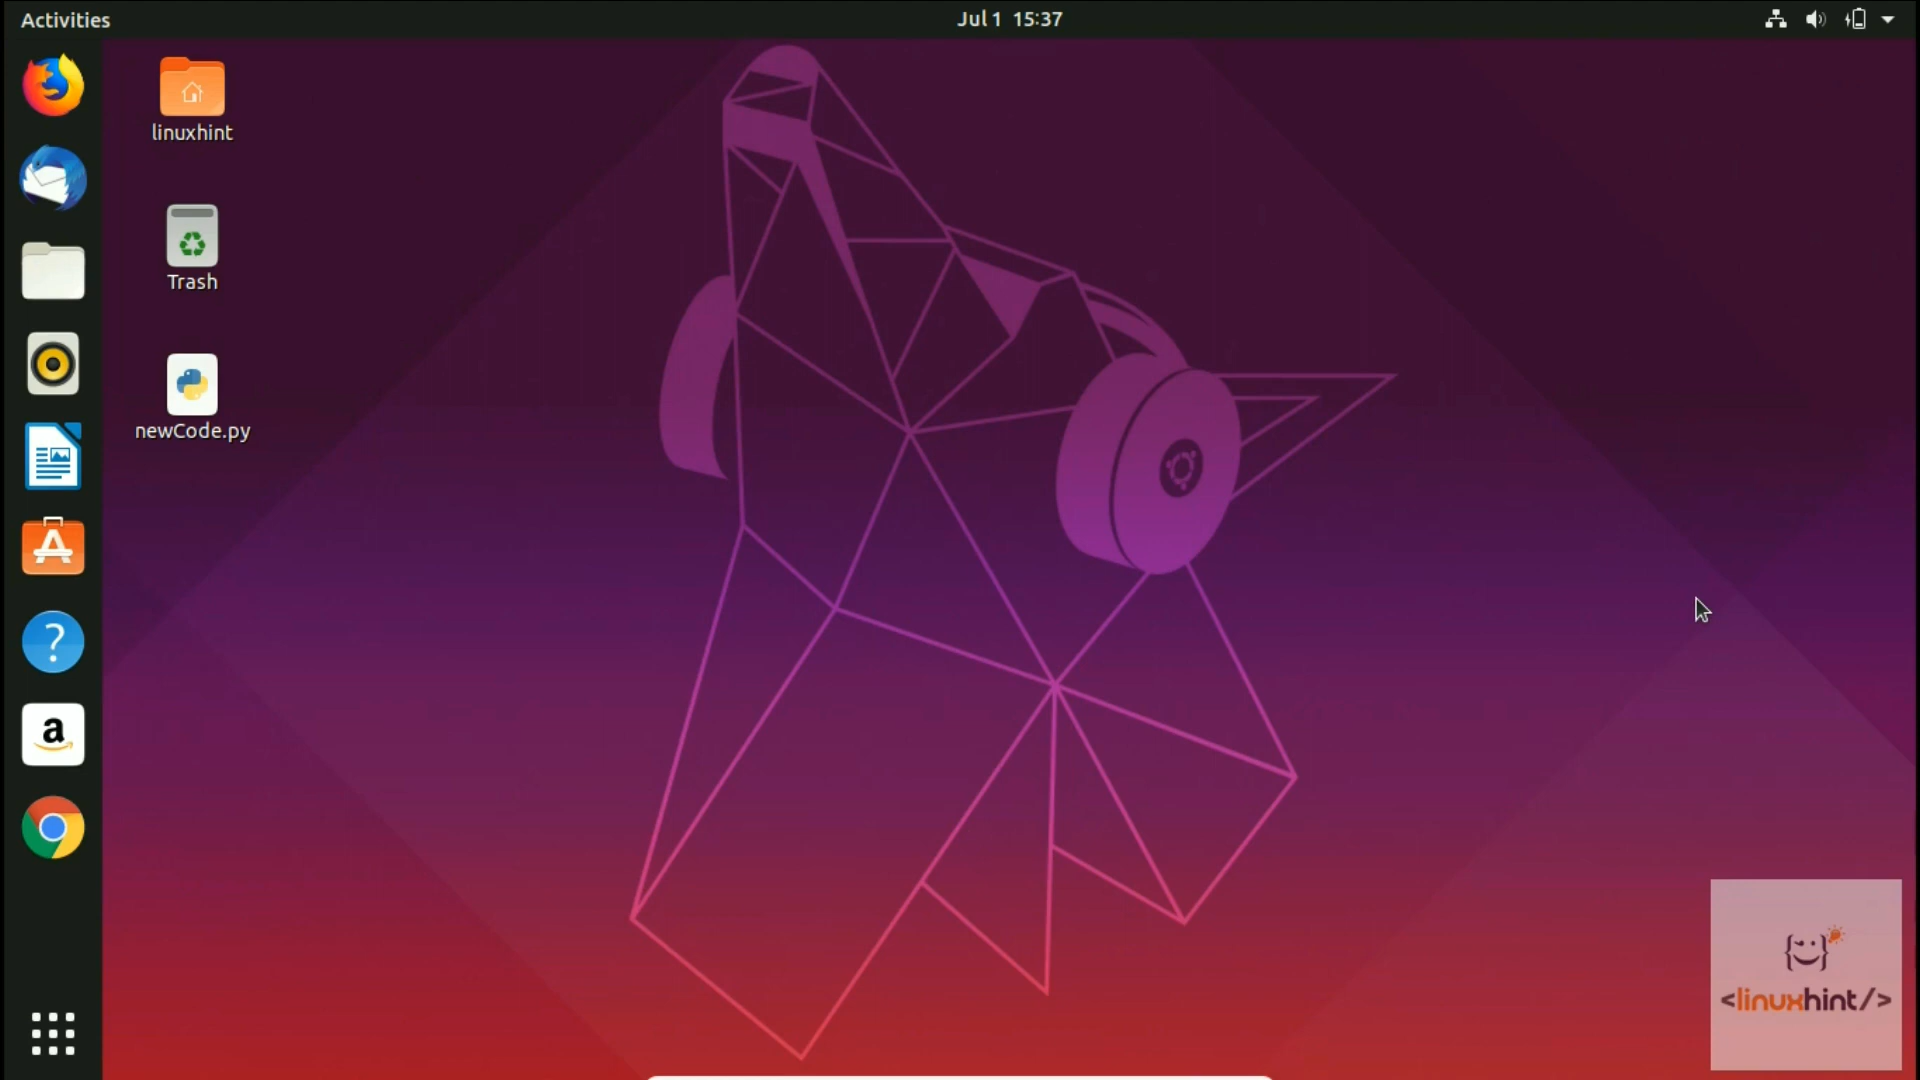 Activities
Jul 1 15:37
linuxhint
Trash
newCode.py
<linuxhint/>